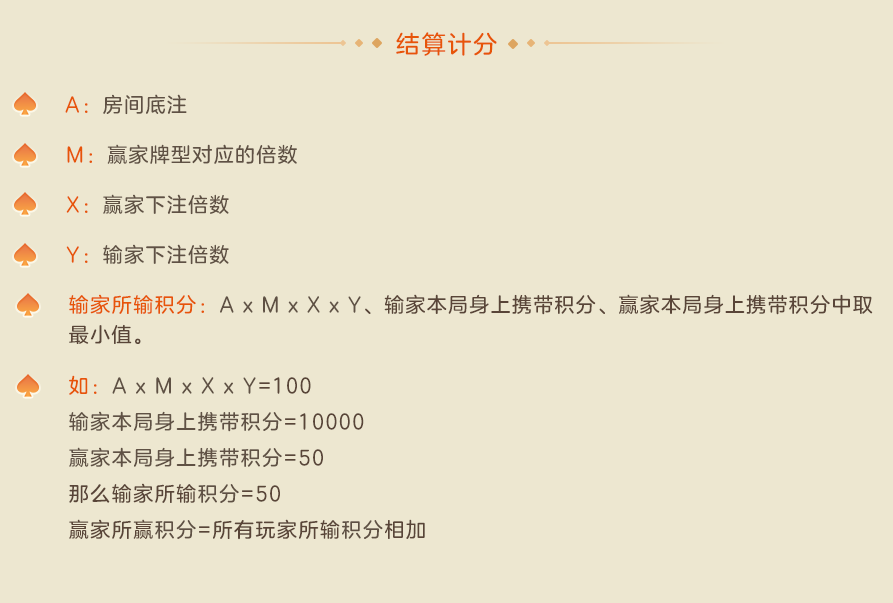 结算计分
A：房间底注
M：赢家牌型对应的倍数
X：赢家下注倍数
Y：输家下注倍数
输家所输积分：A x M x X x Y、输家本局身上携带积分、赢家本局身上携带积分中取
最小值。
如：A x M x X x Y=100
输家本局身上携带积分=10000
赢家本局身上携带积分=50
那么输家所输积分=50
赢家所赢积分=所有玩家所输积分相加